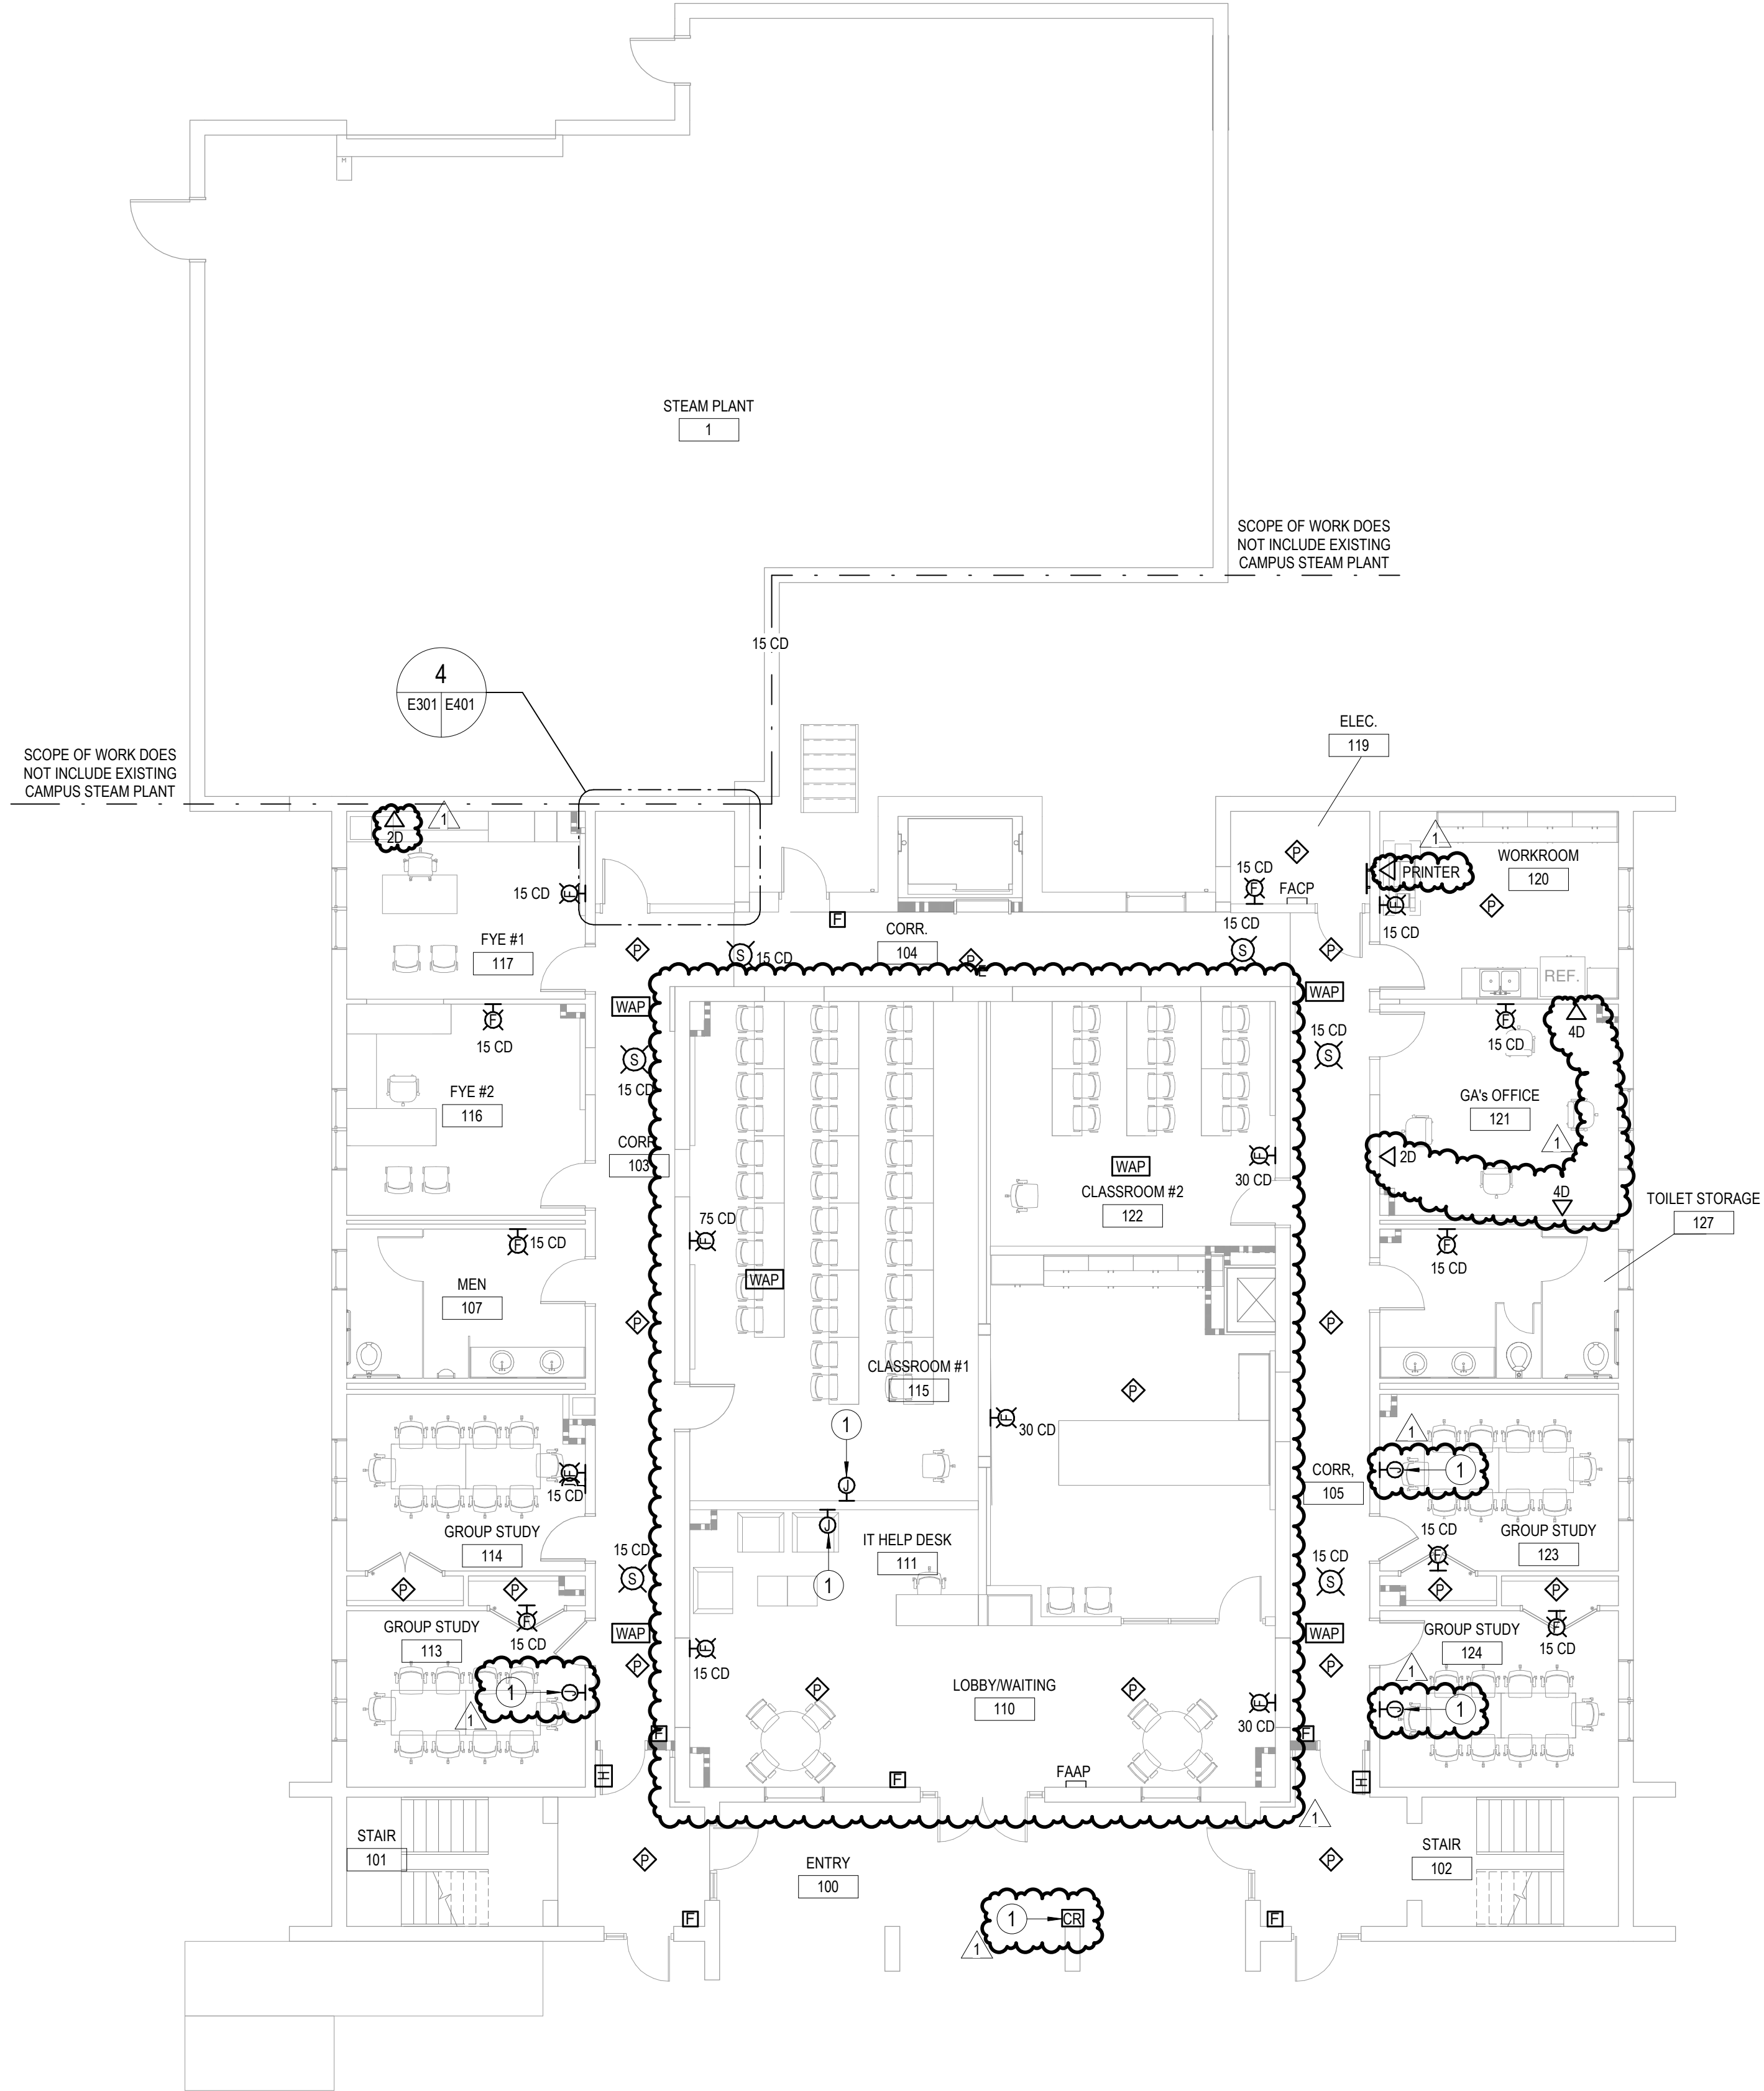 H
STEAM PLANT
1
SCOPE OF WORK DOES
NOT INCLUDE EXISTING
CAMPUS STEAM PLANT
15 CD
4
E301
E401
ELEC.
119
SCOPE OF WORK DOES
NOT INCLUDE EXISTING
CAMPUS STEAM PLANT
2D
1
1
P
WORKROOM
120
15 CD
F
FACP
PRINTER
15 CD
F
F
P
F
15 CD
15 CD
CORR.
104
FYE #1
117
P
S
15 CD
P
S
P
REF.
WAP
WAP
F
15 CD
F
15 CD
4D
15 CD
S
S
15 CD
15 CD
FYE #2
116
GA's OFFICE
121
1
CORR
103
WAP
F
30 CD
2D
CLASSROOM #2
122
4D
TOILET STORAGE
127
75 CD
F
F
15 CD
F
15 CD
WAP
MEN
107
P
P
CLASSROOM #1
115
P
1
F
30 CD
1
F
15 CD
J
CORR,
105
J
1
J
1
IT HELP DESK
111
GROUP STUDY
114
15 CD
F
GROUP STUDY
123
15 CD
S
15 CD
S
P
P
P
P
F
15 CD
GROUP STUDY
113
WAP
WAP
GROUP STUDY
124
F
15 CD
F
15 CD
P
P
1
J
1
P
P
LOBBY/WAITING
110
F
30 CD
1
J
1
F
F
H
F
FAAP
H
1
STAIR
101
P
ENTRY
100
P
STAIR
102
F
1
CR
F
1